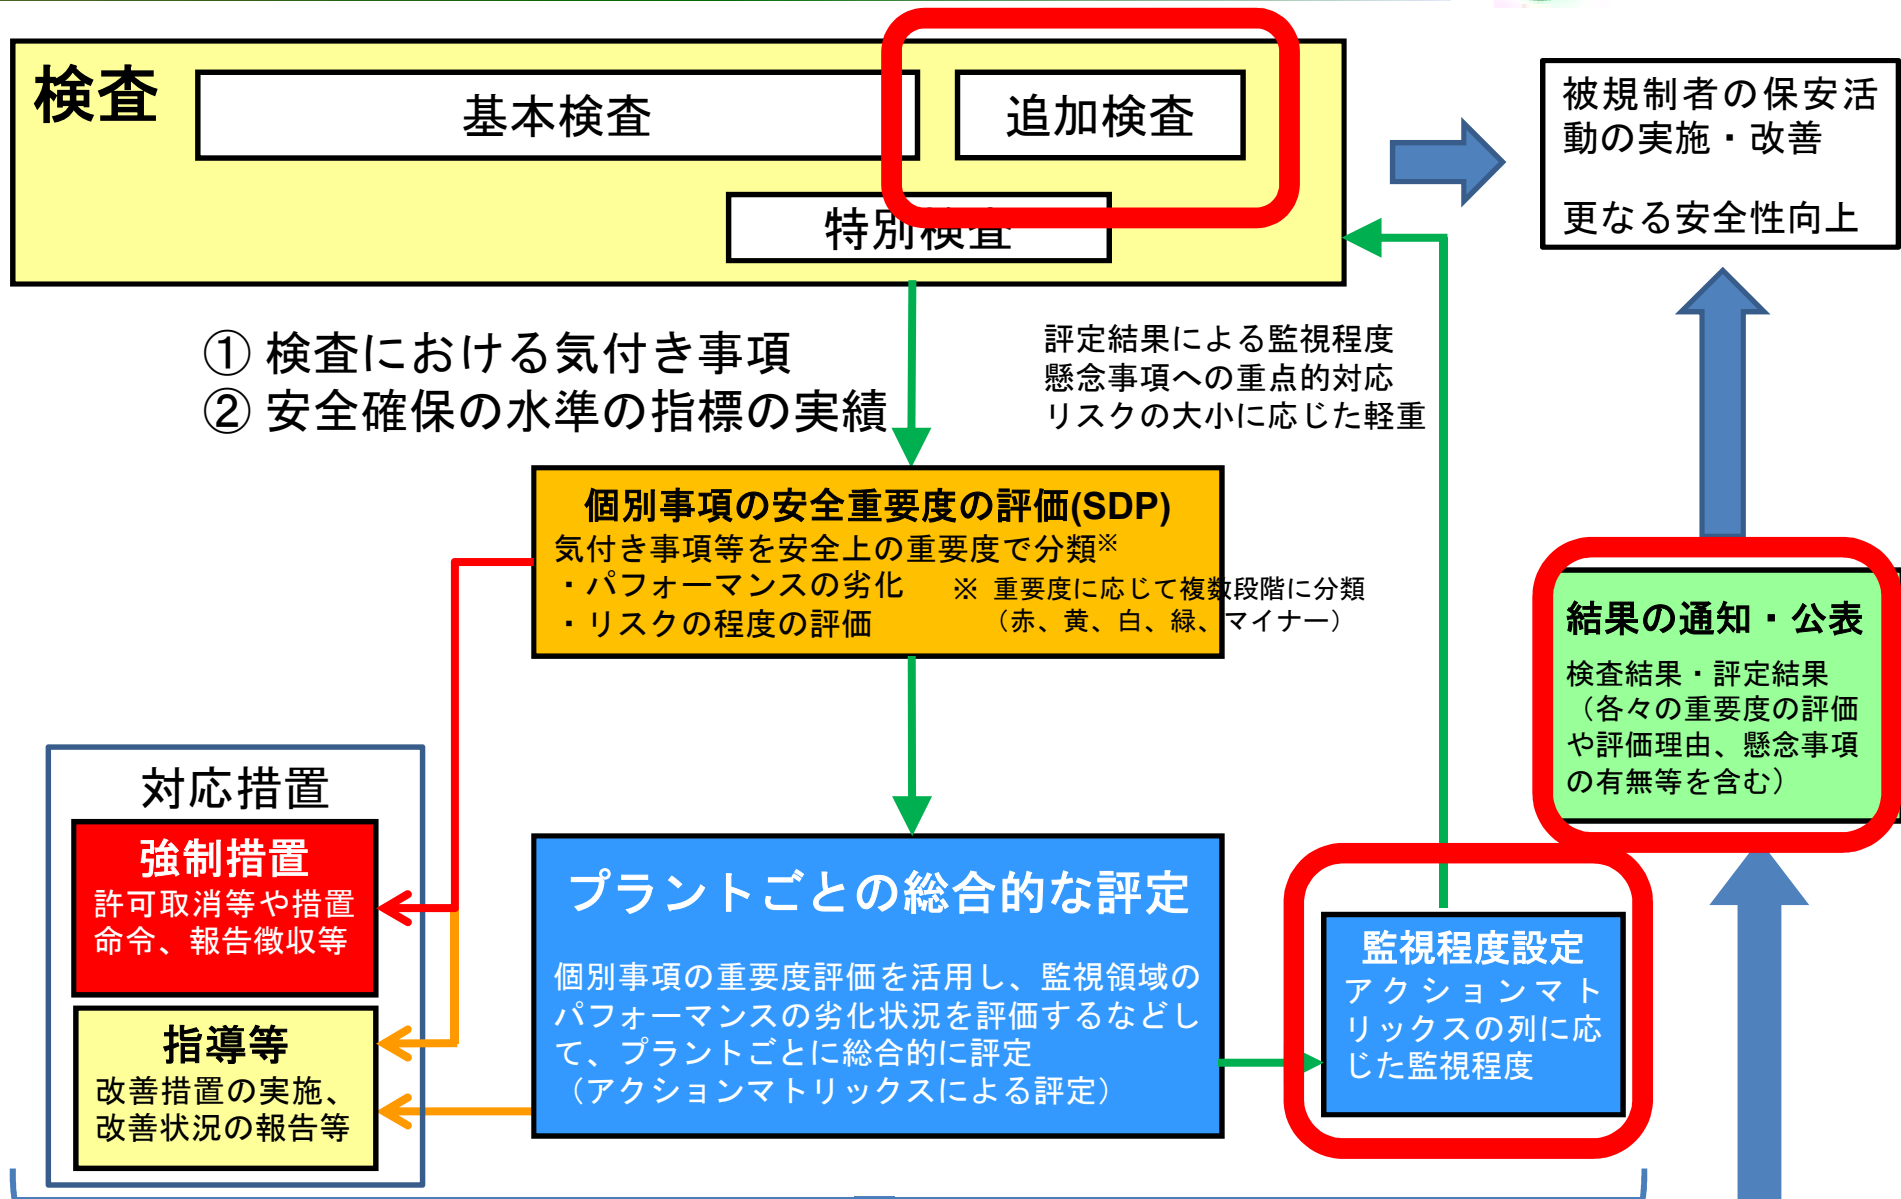 検査
基本検査
追加検査
特別検査
被規制者の保安活
動の実施・改善
更なる安全性向上
① 検査における気付き事項
② 安全確保の水準の指標の実績
評定結果による監視程度
懸念事項への重点的対応
リスクの大小に応じた軽重
個別事項の安全重要度の評価(SDP)
気付き事項等を安全上の重要度で分類※
・パフォーマンスの劣化
・リスクの程度の評価
※ 重要度に応じて複数段階に分類
（赤、黄、白、緑、マイナー）
結果の通知・公表
検査結果・評定結果
（各々の重要度の評価
や評価理由、懸念事項
の有無等を含む）
対応措置
強制措置
許可取消等や措置
命令、報告徴収等
指導等
改善措置の実施、
改善状況の報告等
プラントごとの総合的な評定
個別事項の重要度評価を活用し、監視領域の
パフォーマンスの劣化状況を評価するなどし
て、プラントごとに総合的に評定
（アクションマトリックスによる評定）
監視程度設定
アクションマト
リックスの列に応
じた監視程度